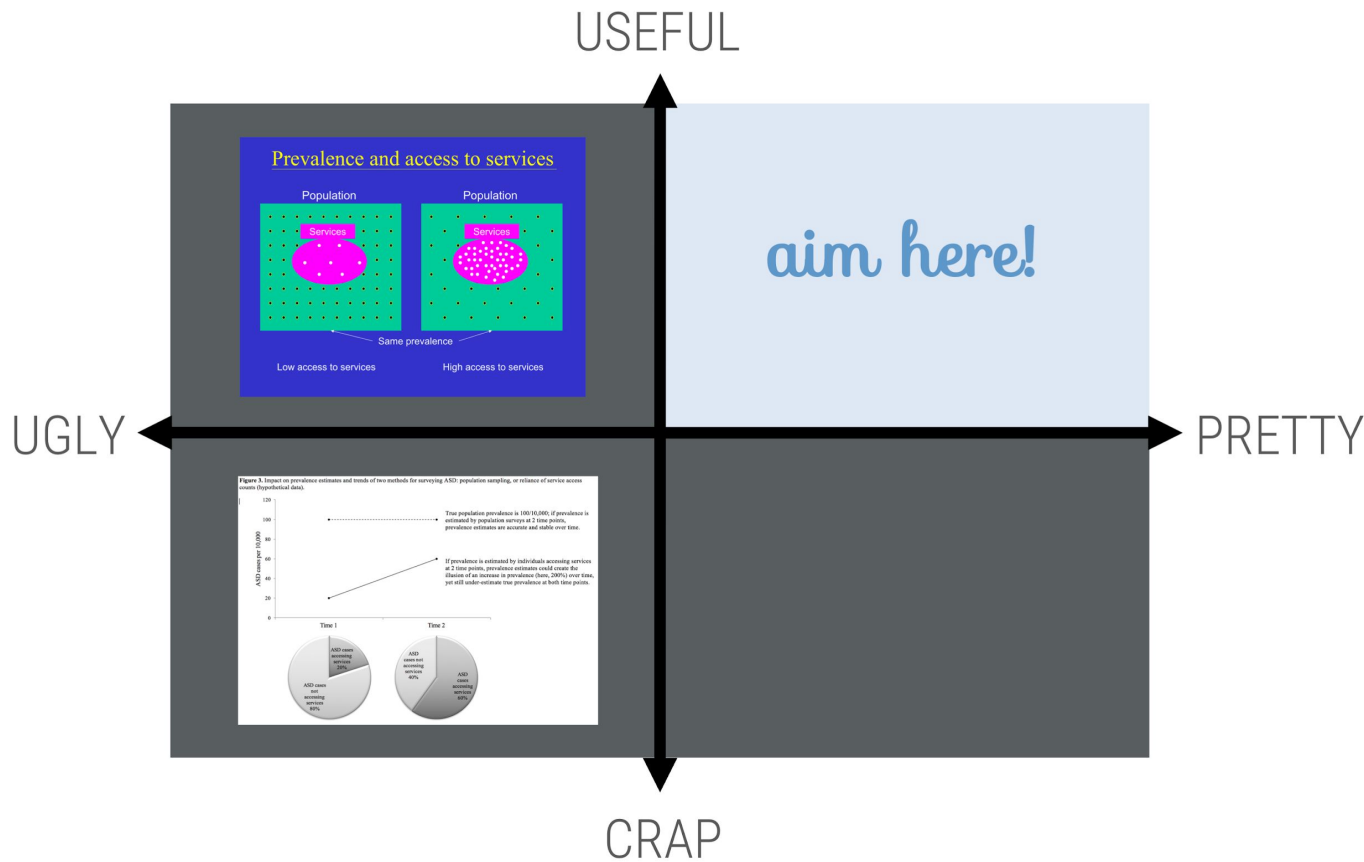 USEFUL
Prevalence and access to services
Population
Population
Services
Services
Same prevalence
Low access to services
High access to services
aim here!
UGLY
PRETTY
Figure 3. Impact on prevalence estimates and trends of two methods for surveying ASD: population sampling, or reliance of service access
counts (hypothetical data).
120
100
80
60
40
20
0
ASD cases per 10,000
True population prevalence is 100/10,000; if prevalence is
estimated by population surveys at 2 time points,
prevalence estimates are accurate and stable over time.
If prevalence is estimated by individuals accessing services
at 2 time points, prevalence estimates could create the
illusion of an increase in prevalence (here, 200%) over time,
yet still under-estimate true prevalence at both time points.
Time 1
Time 2
ASD cases
accessing
services
20%
ASD cases
not
accessing
services
80%
ASD
cases not
accessing
services
40%
ASD
cases
accessing
services
60%
CRAP